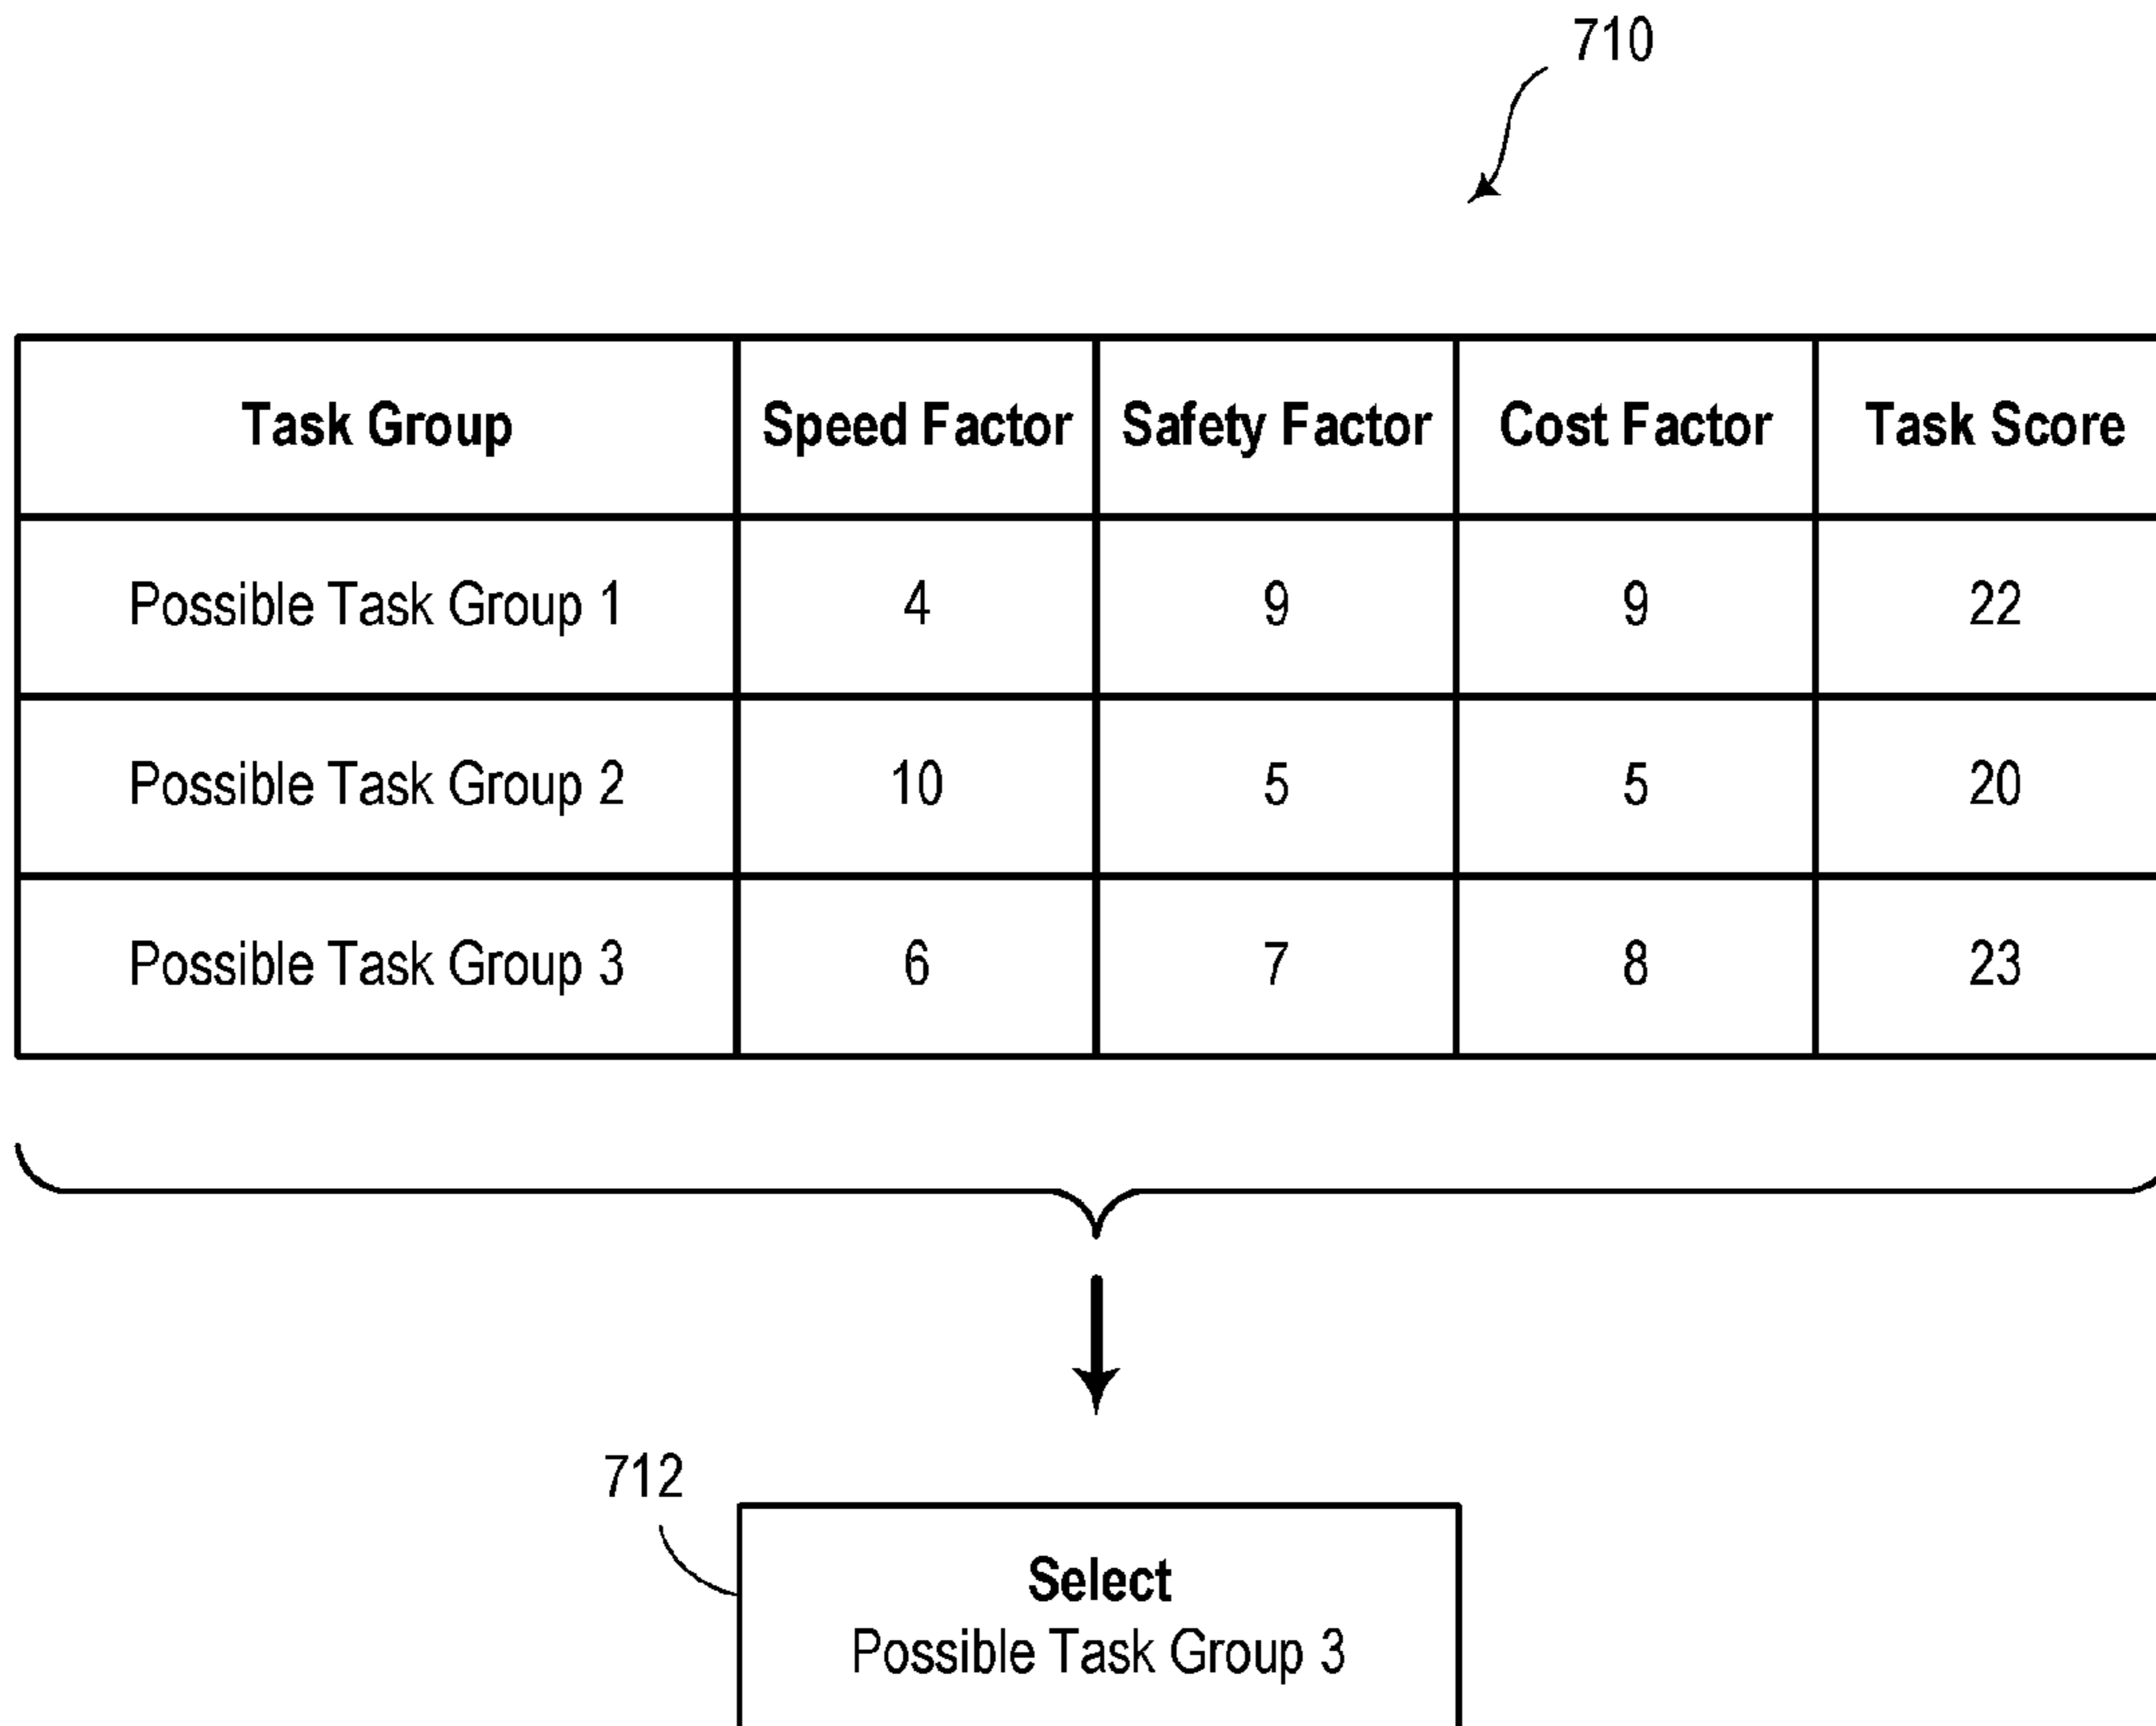 710
Task Group Speed Factor Safety Factor Cost Factor Task Score
Possible Task Group 1 4 9 9 22
Possible Task Group 2 10 5 5 20
Possible Task Group 3 6 7 8 23
712
Select
Possible Task Group 3